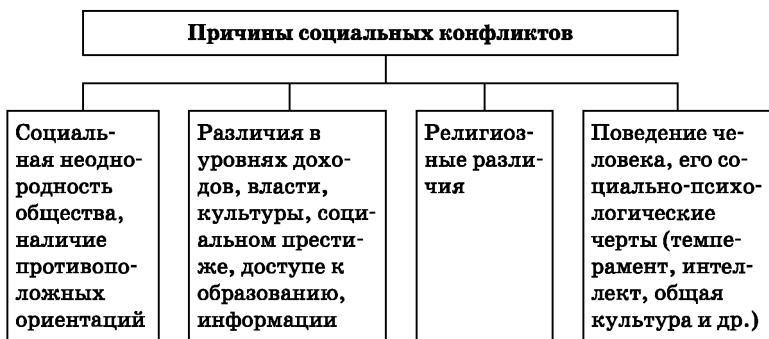 Причины социальных конфликтов
Социаль-
ная неодно-
родность
общества,
наличие
противопо-
ложных
ориентаций
Различия в
уровнях дохо-
дов, власти,
культуры, соци-
альном прести-
же, доступе к
образованию,
информации
Религиоз-
ные разли-
чия
Поведение че-
ловека, его со-
циально-психо-
логические
черты (темпе-
рамент, интел-
лект, общая
культура и др.)